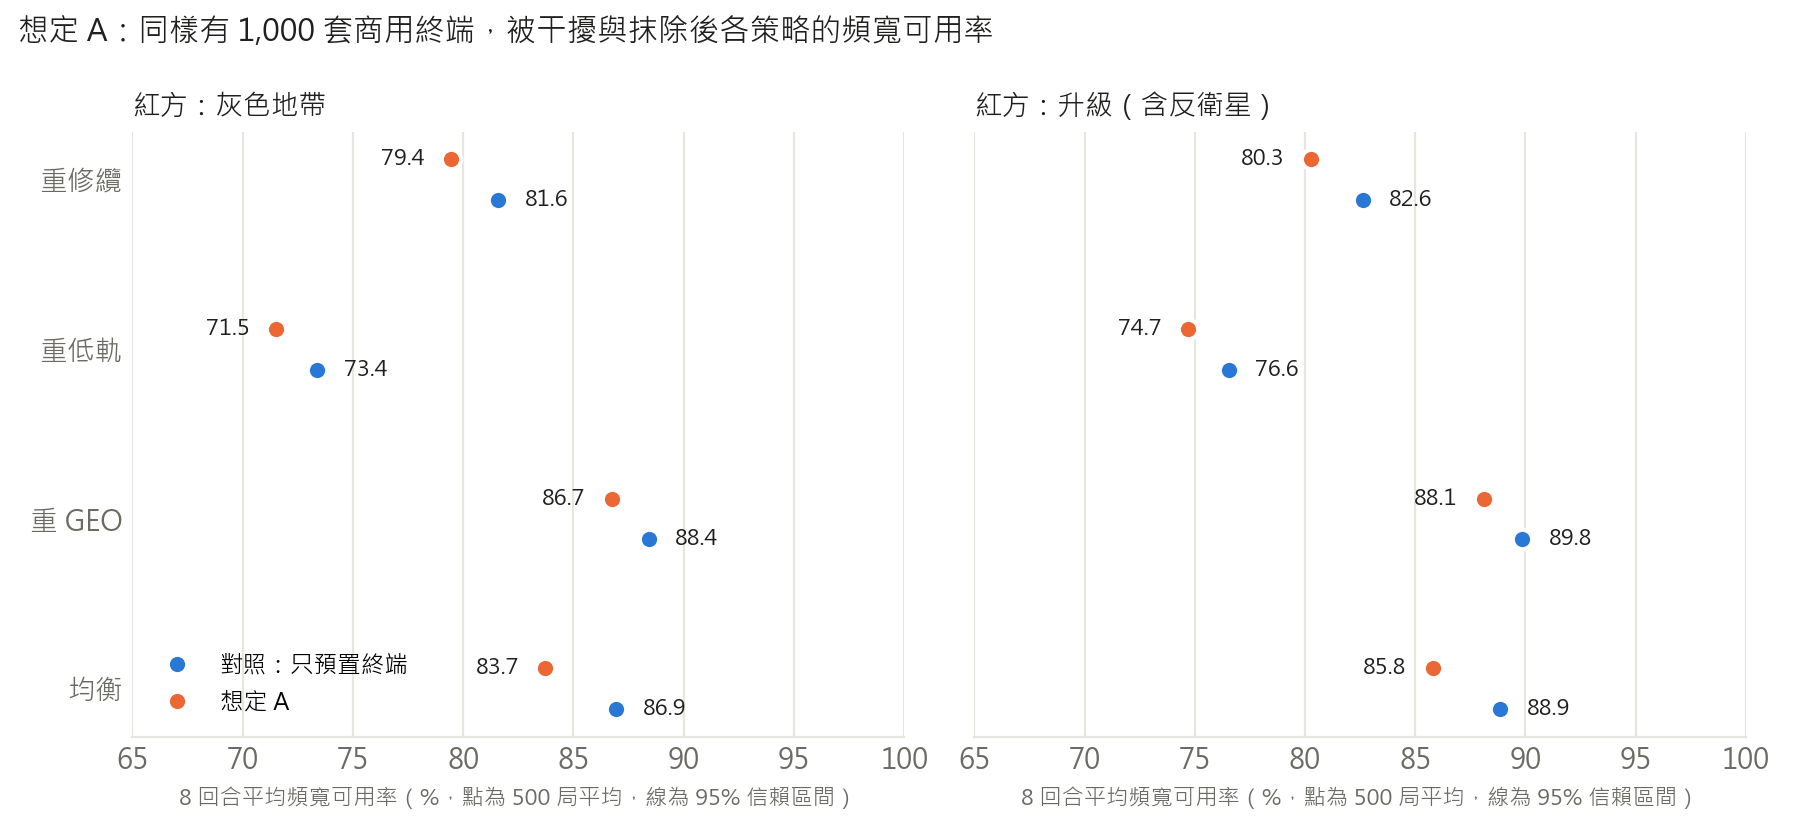 想定 A：同樣有 1,000 套商用終端，被干擾與抹除後各策略的頻寬可用率
紅方：灰色地帶
重修纜
79.4
81.6
重低軌
71.5
73.4
重 GEO
86.7
88.4
均衡
83.7
86.9
對照：只預置終端
想定 A
65 70 75 80 85 90 95 100
8 回合平均頻寬可用率（%，點為 500 局平均，線為 95% 信賴區間）
紅方：升級（含反衛星）
80.3
82.6
74.7
76.6
88.1
89.8
85.8
88.9
65 70 75 80 85 90 95 100
8 回合平均頻寬可用率（%，點為 500 局平均，線為 95% 信賴區間）